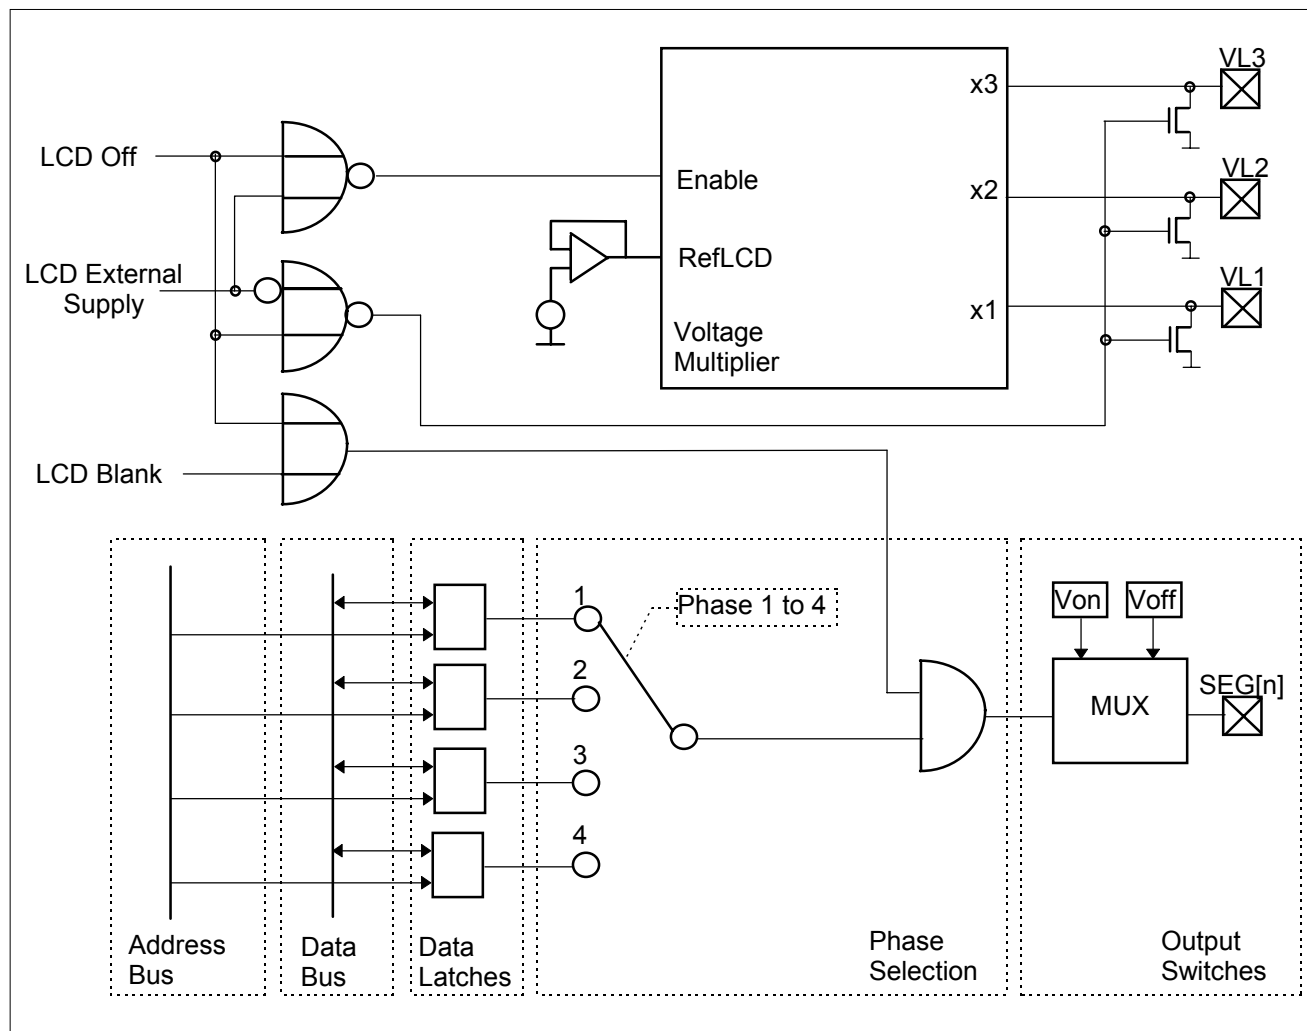 VL3
x3
LCD Off
Enable
x2
VL2
RefLCD
LCD External
Supply
x1
VL1
Voltage
Multiplier
LCD Blank
1
Phase 1 to 4
Von
Voff
2
SEG[n]
MUX
3
4
Address
Bus
Data
Bus
Data
Latches
Phase
Selection
Output
Switches